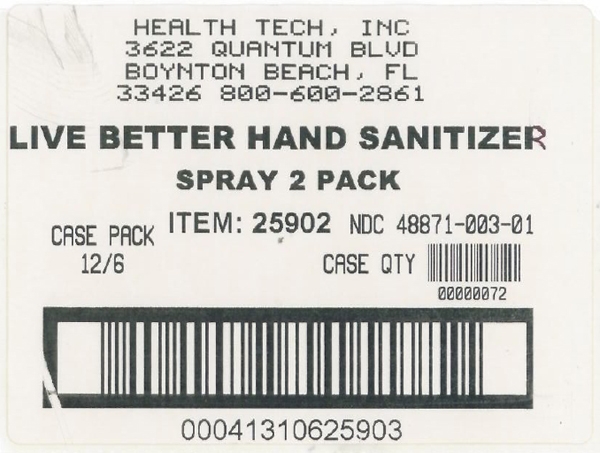 HEALTH TECH, INC
3622 QUANTUM BLVD
BOYNTON BEACH, FL
33426 800-600-2861
LIVE BETTER HAND SANITIZER
SPRAY 2 PACK
ITEM: 25902 NDC 48871-003-01
CASE PACK
12/6
CASE QTY
00000072
00041310625903